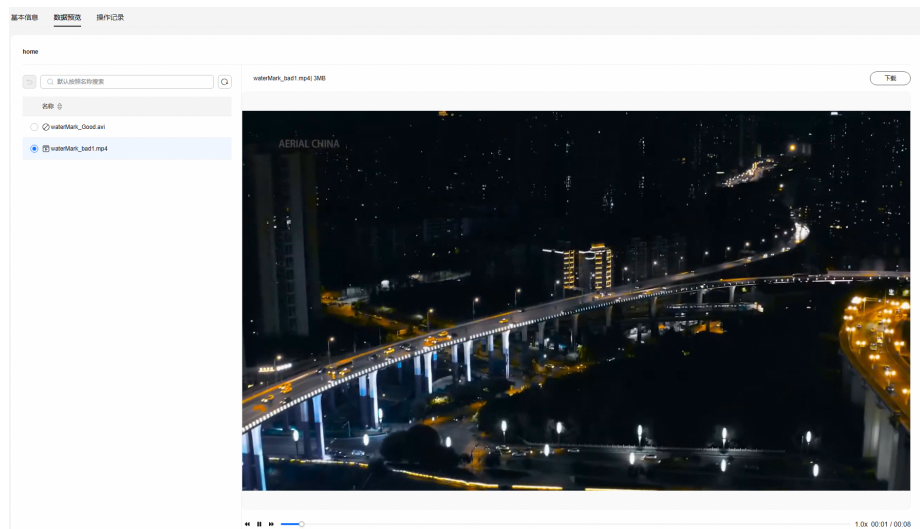 基本信息 数据预览 操作记录
home
默认按照名称搜索
waterMark_bad1.mp4| 3MB
下载
名称
waterMark_Good.avi
waterMark_bad1.mp4
AERIAL CHINA
1.0x 00:01 / 00:08